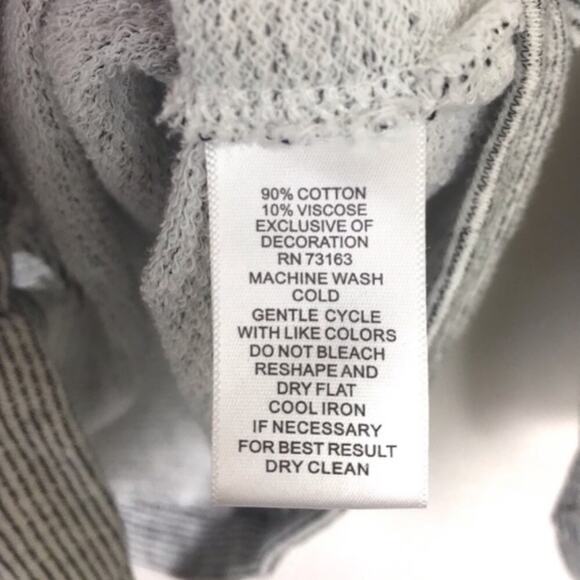 90% COTTON
10% VISCOSE
EXCLUSIVE OF
DECORATION
RN 73163
MACHINE WASH
COLD
GENTLE CYCLE
WITH LIKE COLORS
DO NOT BLEACH
RESHAPE AND
DRY FLAT
COOL IRON
IF NECESSARY
FOR BEST RESULT
DRY CLEAN